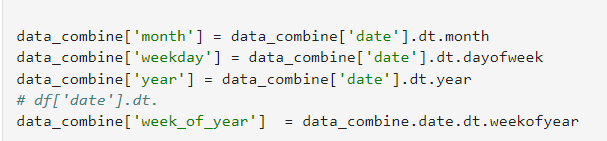 data_combine['month'] = data_combine['date'].dt.month
data_combine['weekday'] = data_combine['date'].dt.dayofweek
data_combine['year'] = data_combine['date'].dt.year
# df['date'].dt.
data_combine['week_of_year']  = data_combine.date.dt.weekofyear